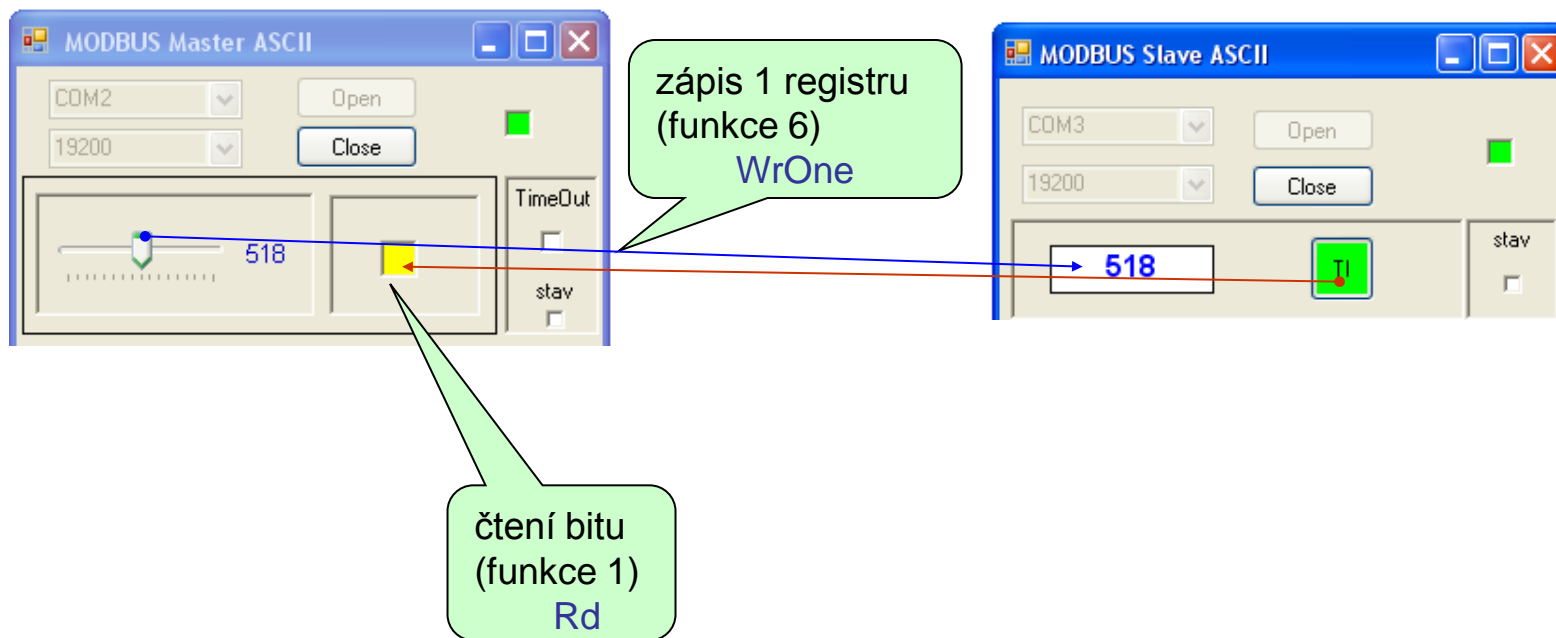 MODBUS Master ASCII
COM2
Open
19200
Close
518
TimeOut
stav
zápis 1 registru
(funkce 6)
WrOne
MODBUS Slave ASCII
COM3
Open
19200
Close
518
TI
stav
čtení bitu
(funkce 1)
Rd